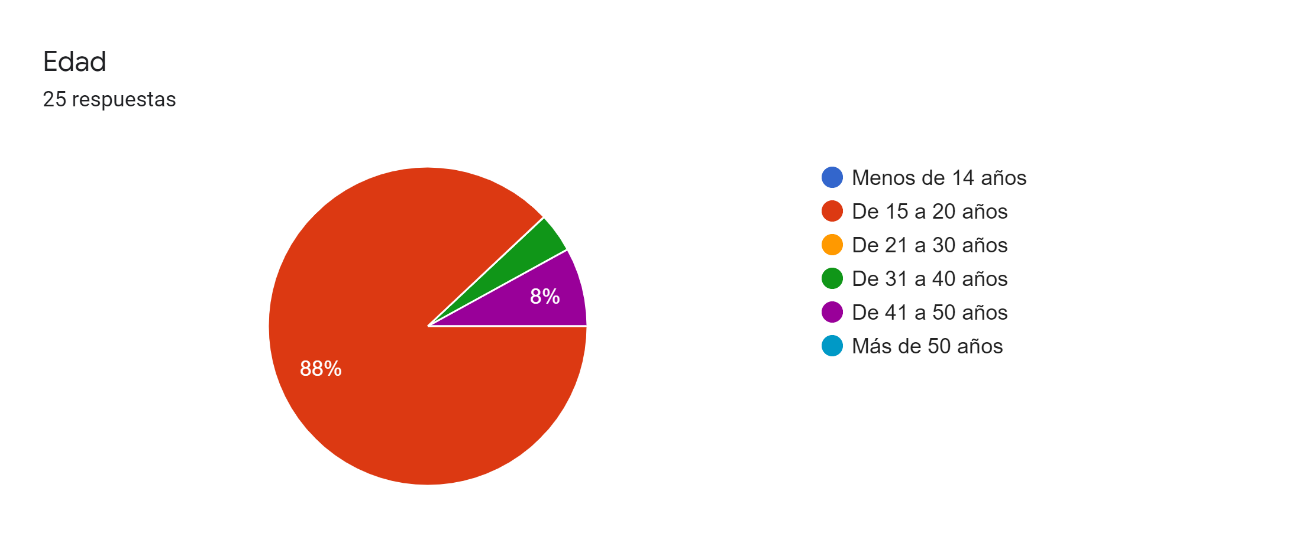 Edad
25 respuestas
Menos de 14 años
De 15 a 20 años
De 21 a 30 años
De 31 a 40 años
De 41 a 50 años
Más de 50 años
8%
88%